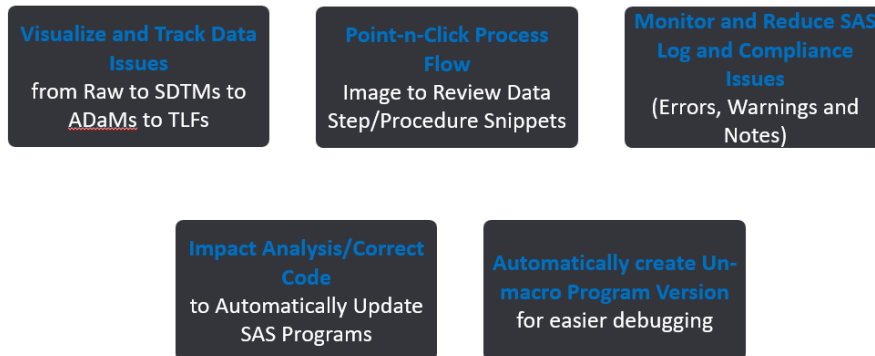 Visualize and Track Data
Issues
from Raw to SDTMs to
ADaMs to TLFs
Point-n-Click Process
Flow
Image to Review Data
Step/Procedure Snippets
Monitor and Reduce SAS
Log and Compliance
Issues
(Errors, Warnings and
Notes)
Impact Analysis/Correct
Code
to Automatically Update
SAS Programs
Automatically create Un-
macro Program Version
for easier debugging